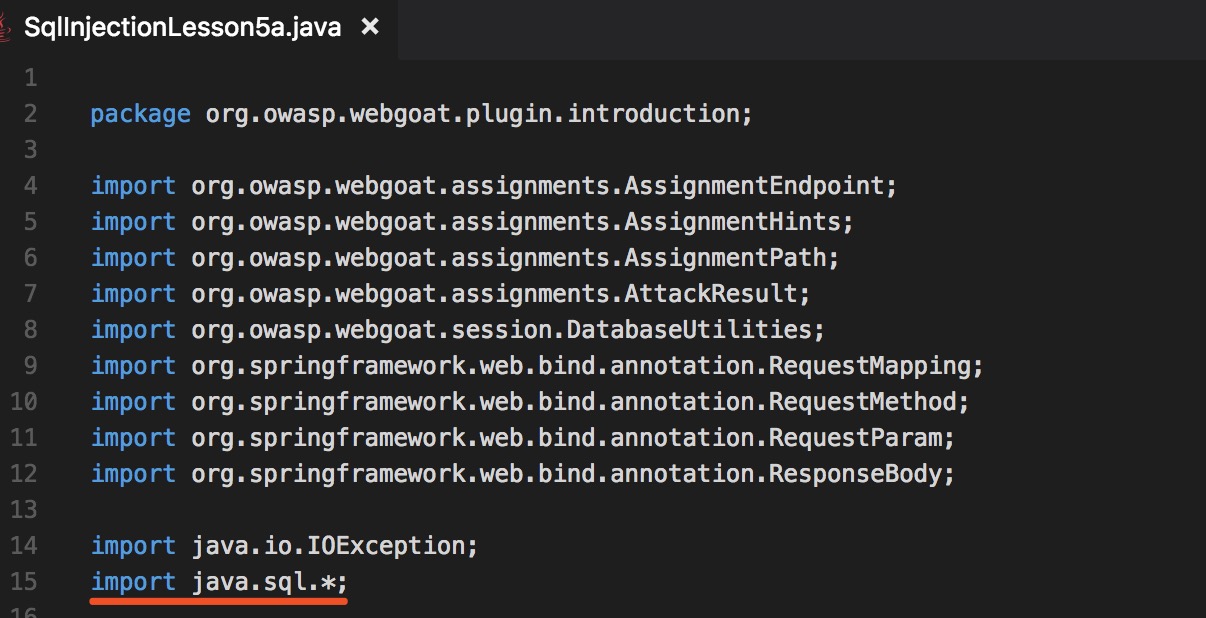 SqlInjectionLesson5a.java ×
1
2 package org.owasp.webgoat.plugin.introduction;
3
4 import org.owasp.webgoat.assignments.AssignmentEndpoint;
5 import org.owasp.webgoat.assignments.AssignmentHints;
6 import org.owasp.webgoat.assignments.AssignmentPath;
7 import org.owasp.webgoat.assignments.AttackResult;
8 import org.owasp.webgoat.session.DatabaseUtilities;
9 import org.springframework.web.bind.annotation.RequestMapping;
10 import org.springframework.web.bind.annotation.RequestMethod;
11 import org.springframework.web.bind.annotation.RequestParam;
12 import org.springframework.web.bind.annotation.ResponseBody;
13
14 import java.io.IOException;
15 import java.sql.*;
16